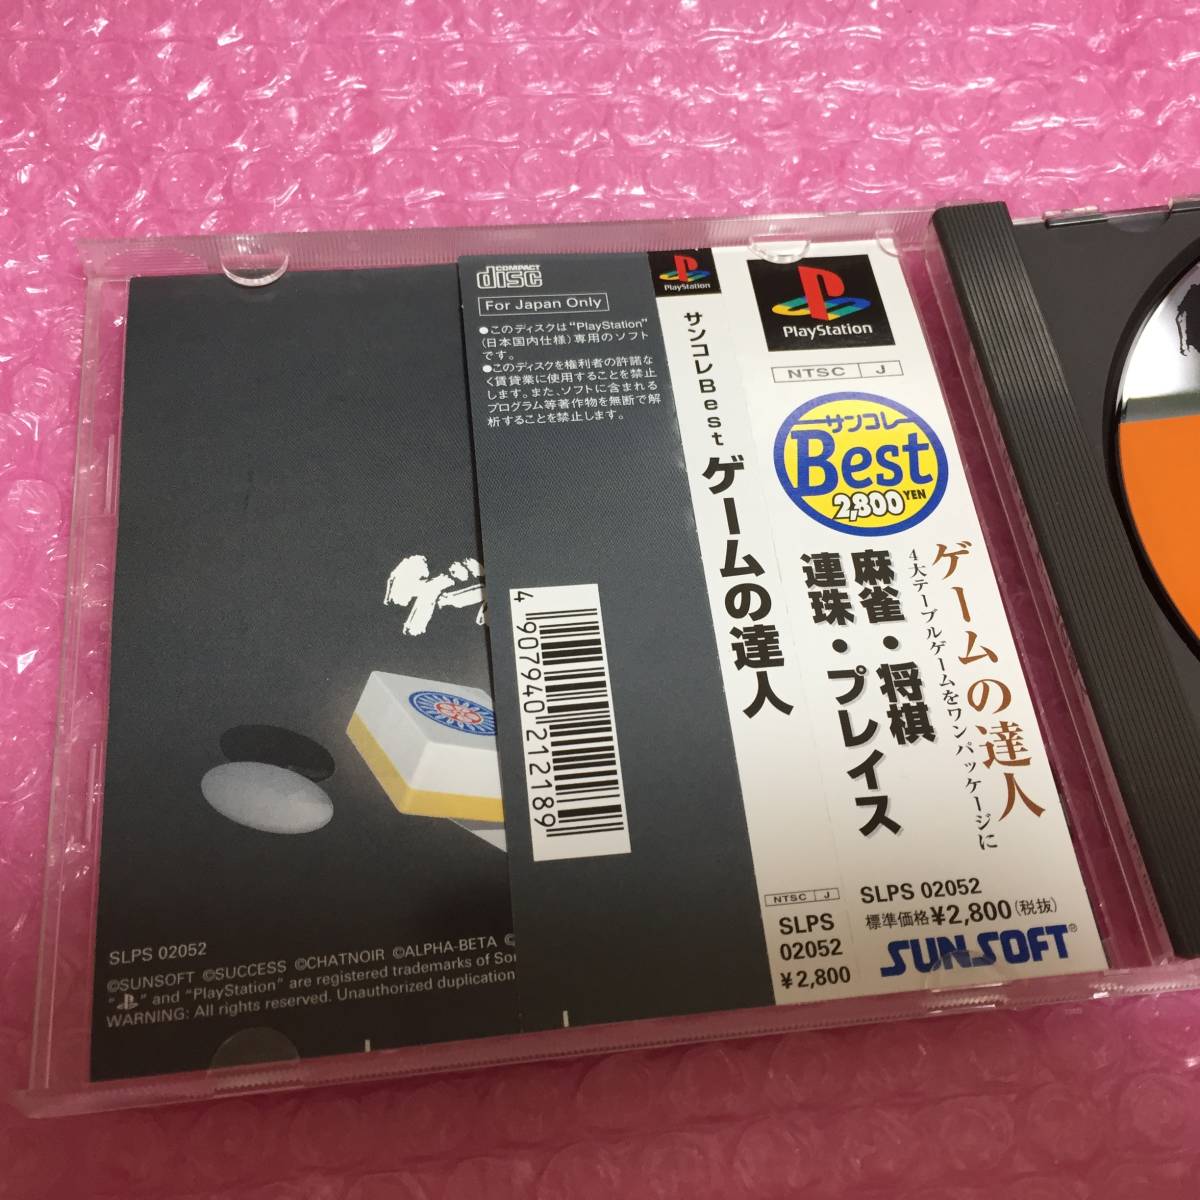 SLPS 02052
©SUNSOFT ©SUCCESS ©CHATNOIR ©ALPHA-BETA ©
" " and "PlayStation" are registered trademarks of Son
WARNING: All rights reserved. Unauthorized duplication
COMPACT
disc
For Japan Only
●このディスクは"PlayStation"
(日本国内仕様)専用のソフト
です。
●このディスクを権利者の許諾な
く賃貸業に使用することを禁止
します。また、ソフトに含まれる
プログラム等著作物を無断で解
析することを禁止します。
4 907940 212189
PlayStation
サンコレBest ゲームの達人
NTSC J
SLPS
02052
¥2,800
PlayStation
NTSC J
サンコレ
Best
2,800 YEN
ゲームの達人
4大テーブルゲームをワンパッケージに
麻雀・将棋
連珠・プレイス
SLPS 02052
標準価格¥2,800(税抜)
SUNSOFT®